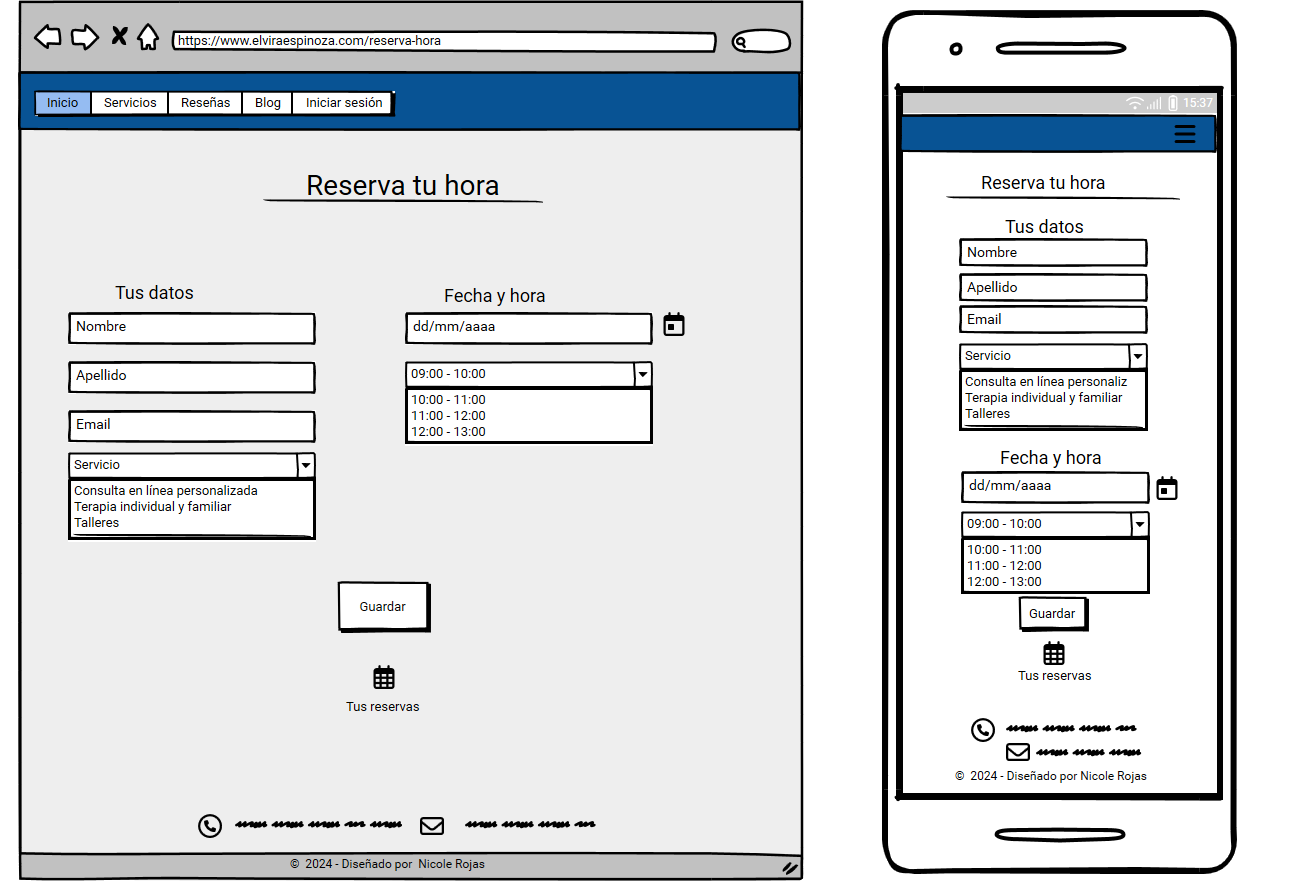 https://www.elviraespinoza.com/reserva-hora
Inicio Servicios Reseñas Blog Iniciar sesión
Reserva tu hora
Tus datos
Nombre
Apellido
Email
Servicio
Consulta en línea personalizada
Terapia individual y familiar
Talleres
Fecha y hora
dd/mm/aaaa
09:00 - 10:00
10:00 - 11:00
11:00 - 12:00
12:00 - 13:00
Guardar
Tus reservas
© 2024 - Diseñado por Nicole Rojas
15:37
Reserva tu hora
Tus datos
Nombre
Apellido
Email
Servicio
Consulta en línea personaliz
Terapia individual y familiar
Talleres
Fecha y hora
dd/mm/aaaa
09:00 - 10:00
10:00 - 11:00
11:00 - 12:00
12:00 - 13:00
Guardar
Tus reservas
© 2024 - Diseñado por Nicole Rojas